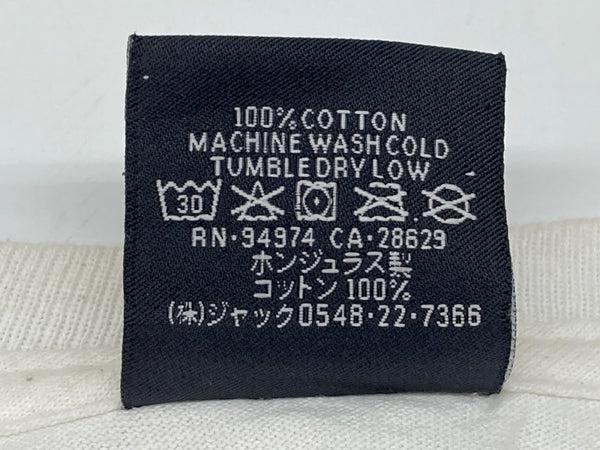 100% COTTON
MACHINE WASH COLD
TUMBLE DRY LOW
30
RN·94974 CA·28629
ホンジュラス製
コットン 100%
(株)ジャック0548·22·7366